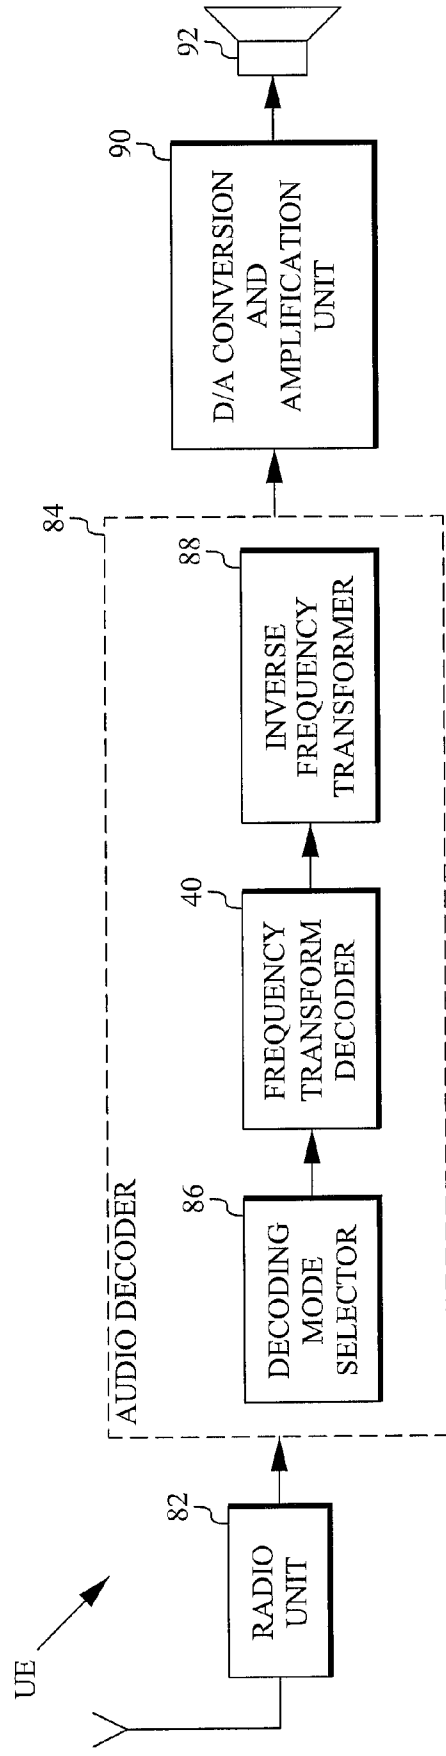 UE
82
RADIO
UNIT
84
AUDIO DECODER
86
DECODING
MODE
SELECTOR
40
FREQUENCY
TRANSFORM
DECODER
88
INVERSE
FREQUENCY
TRANSFORMER
90
D/A CONVERSION
AND
AMPLIFICATION
UNIT
92